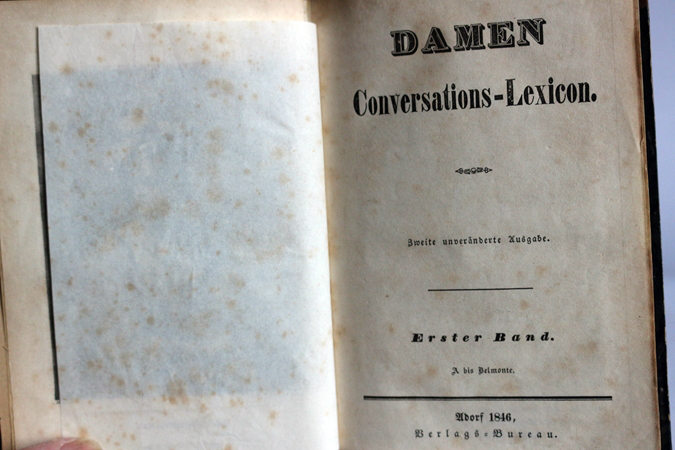 DAMEN
Conversations-Lexicon.
Zweite unveränderte Ausgabe.
Erster Band.
A bis Belmonte.
Adorf 1846,
Verlags-Bureau.